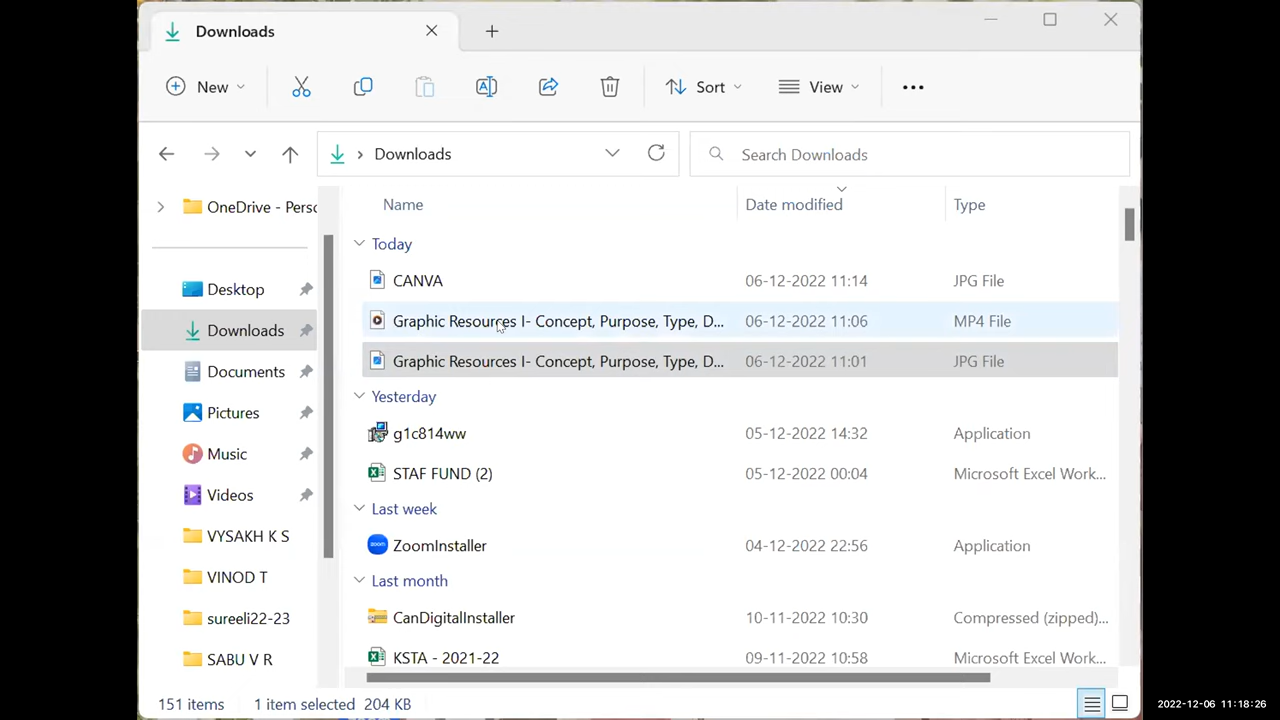 Downloads
New
Sort
View
Downloads
Search Downloads
OneDrive - Perso
Name
Date modified
Type
Today
CANVA
06-12-2022 11:14
JPG File
Graphic Resources I- Concept, Purpose, Type, D...
06-12-2022 11:06
MP4 File
Graphic Resources I- Concept, Purpose, Type, D...
06-12-2022 11:01
JPG File
Yesterday
g1c814ww
05-12-2022 14:32
Application
STAF FUND (2)
05-12-2022 00:04
Microsoft Excel Work...
Last week
zoom
ZoomInstaller
04-12-2022 22:56
Application
Last month
CanDigitalInstaller
10-11-2022 10:30
Compressed (zipped)...
KSTA - 2021-22
09-11-2022 10:58
Microsoft Excel Work...
Desktop
Downloads
Documents
Pictures
Music
Videos
VYSAKH K S
VINOD T
sureeli22-23
SABU V R
151 items
1 item selected 204 KB
2022-12-06 11:18:26